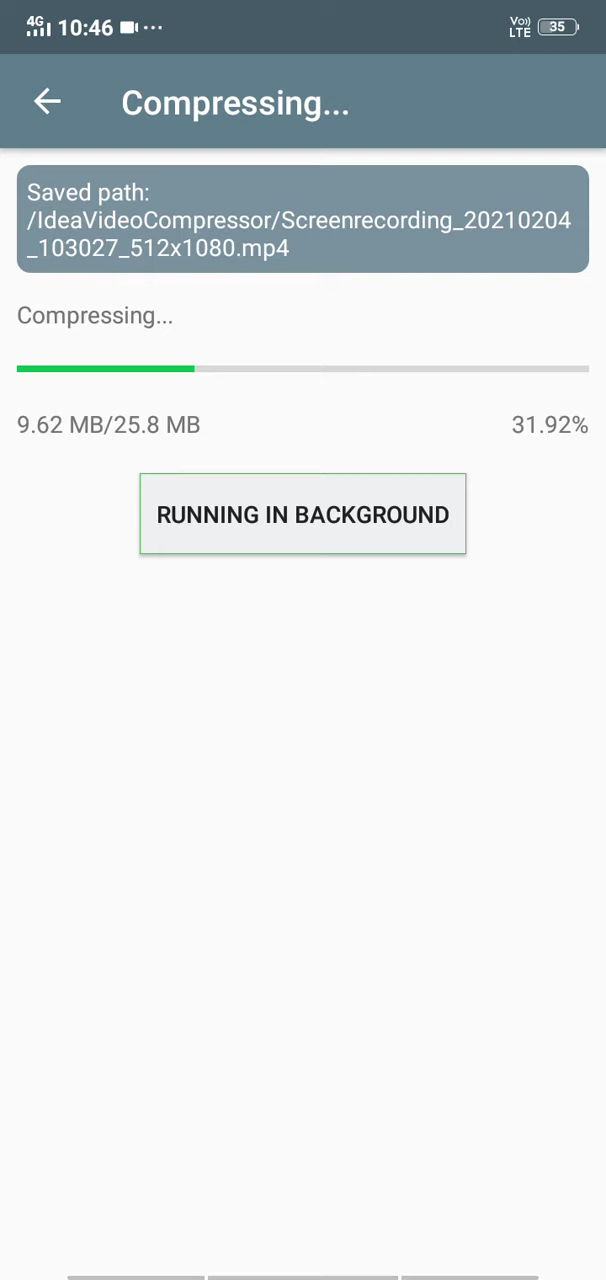 4G 10:46 ... Vo)) LTE 35
Compressing...
Saved path:
/IdeaVideoCompressor/Screenrecording_20210204
_103027_512x1080.mp4
Compressing...
9.62 MB/25.8 MB 31.92%
RUNNING IN BACKGROUND